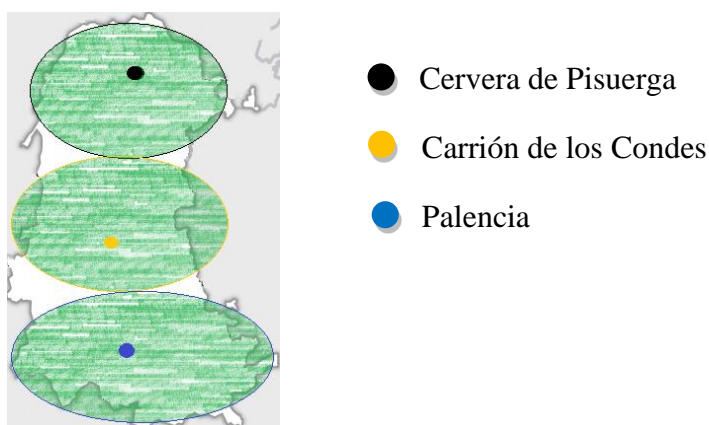 Cervera de Pisuerga
Carrión de los Condes
Palencia